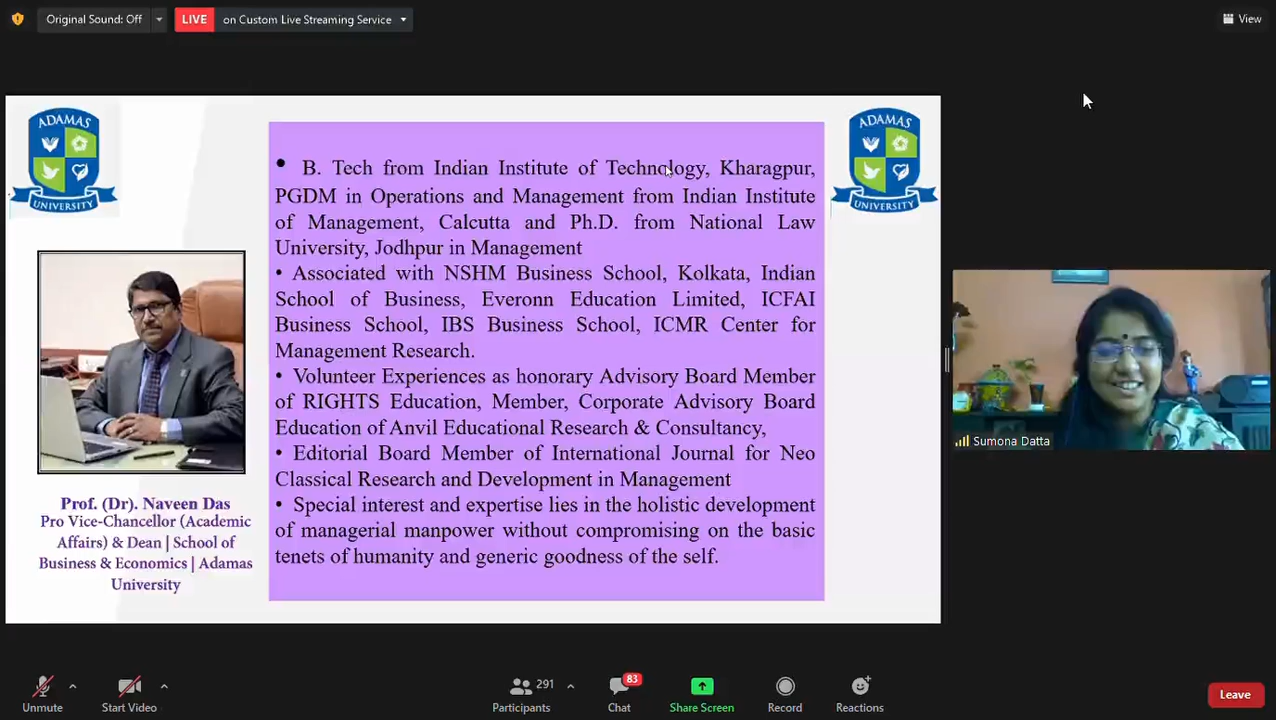 Original Sound: Off
LIVE on Custom Live Streaming Service
View
ADAMAS
UNIVERSITY
ADAMAS
UNIVERSITY
• B. Tech from Indian Institute of Technology, Kharagpur,
PGDM in Operations and Management from Indian Institute
of Management, Calcutta and Ph.D. from National Law
University, Jodhpur in Management
• Associated with NSHM Business School, Kolkata, Indian
School of Business, Everonn Education Limited, ICFAI
Business School, IBS Business School, ICMR Center for
Management Research.
• Volunteer Experiences as honorary Advisory Board Member
of RIGHTS Education, Member, Corporate Advisory Board
Education of Anvil Educational Research & Consultancy,
• Editorial Board Member of International Journal for Neo
Classical Research and Development in Management
• Special interest and expertise lies in the holistic development
of managerial manpower without compromising on the basic
tenets of humanity and generic goodness of the self.
Prof. (Dr). Naveen Das
Pro Vice-Chancellor (Academic
Affairs) & Dean | School of
Business & Economics | Adamas
University
Sumona Datta
Unmute
Start Video
291
Participants
83
Chat
Share Screen
Record
Reactions
Leave